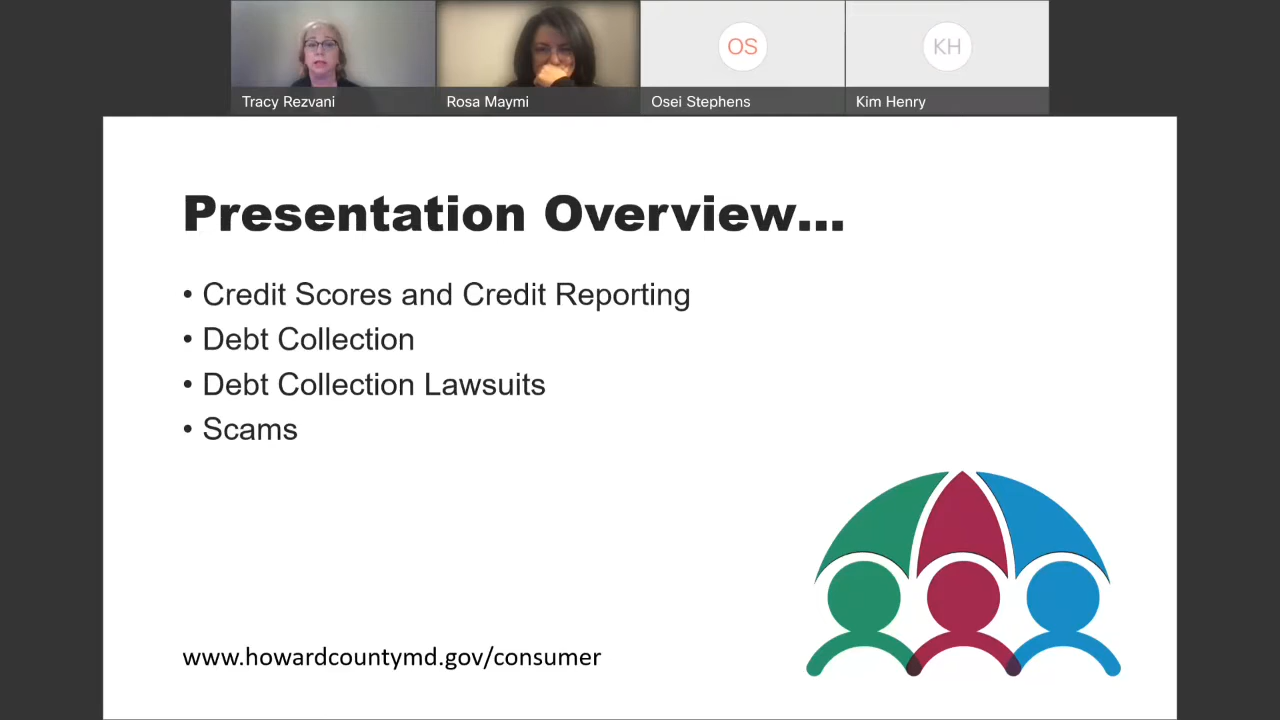 OS
KH
Tracy Rezvani
Rosa Maymi
Osei Stephens
Kim Henry
Presentation Overview...
• Credit Scores and Credit Reporting
• Debt Collection
• Debt Collection Lawsuits
• Scams
www.howardcountymd.gov/consumer